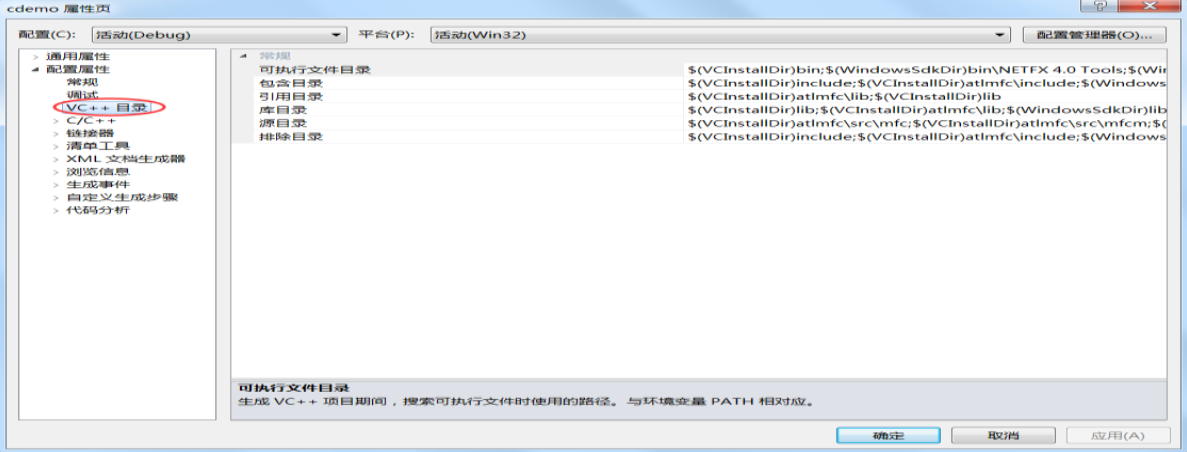 cdemo 属性页
配置(C): 活动(Debug) 平台(P): 活动(Win32) 配置管理器(O)...
通用属性
配置属性
常规
调试
VC++ 目录
C/C++
链接器
清单工具
XML 文档生成器
浏览信息
生成事件
自定义生成步骤
代码分析
常规
可执行文件目录 $(VCInstallDir)bin;$(WindowsSdkDir)bin\NETFX 4.0 Tools;$(Win
包含目录 $(VCInstallDir)include;$(VCInstallDir)atlmfc\include;$(Windows
引用目录 $(VCInstallDir)atlmfc\lib;$(VCInstallDir)lib
库目录 $(VCInstallDir)lib;$(VCInstallDir)atlmfc\lib;$(WindowsSdkDir)lib
源目录 $(VCInstallDir)atlmfc\src\mfc;$(VCInstallDir)atlmfc\src\mfcm;$(
排除目录 $(VCInstallDir)include;$(VCInstallDir)atlmfc\include;$(Windows
可执行文件目录
生成 VC++ 项目期间，搜索可执行文件时使用的路径。与环境变量 PATH 相对应。
确定 取消 应用(A)